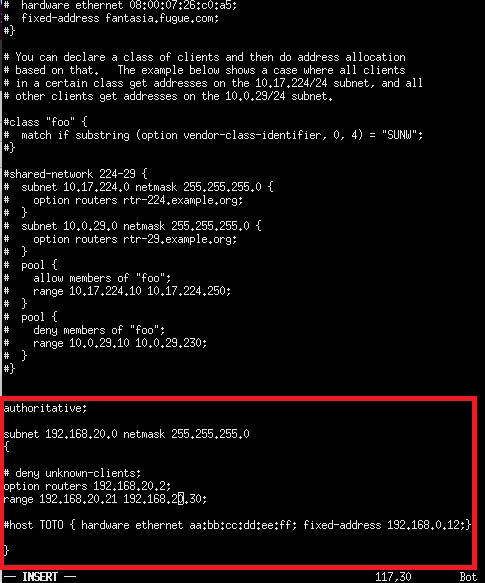 #  hardware ethernet 08:00:07:26:c0:a5;
#  fixed-address fantasia.fugue.com;
#}

# You can declare a class of clients and then do address allocation
# based on that.   The example below shows a case where all clients
# in a certain class get addresses on the 10.17.224/24 subnet, and all
# other clients get addresses on the 10.0.29/24 subnet.

#class "foo" {
#  match if substring (option vendor-class-identifier, 0, 4) = "SUNW";
#}

#shared-network 224-29 {
#  subnet 10.17.224.0 netmask 255.255.255.0 {
#    option routers rtr-224.example.org;
#  }
#  subnet 10.0.29.0 netmask 255.255.255.0 {
#    option routers rtr-29.example.org;
#  }
#  pool {
#    allow members of "foo";
#    range 10.17.224.10 10.17.224.250;
#  }
#  pool {
#    deny members of "foo";
#    range 10.0.29.10 10.0.29.230;
#  }
#}

authoritative;

subnet 192.168.20.0 netmask 255.255.255.0
{

# deny unknown-clients;
option routers 192.168.20.2;
range 192.168.20.21 192.168.20.30;

#host TOTO { hardware ethernet aa:bb:cc:dd:ee:ff; fixed-address 192.168.0.12;}

}
-- INSERT -- 117,30 Bot